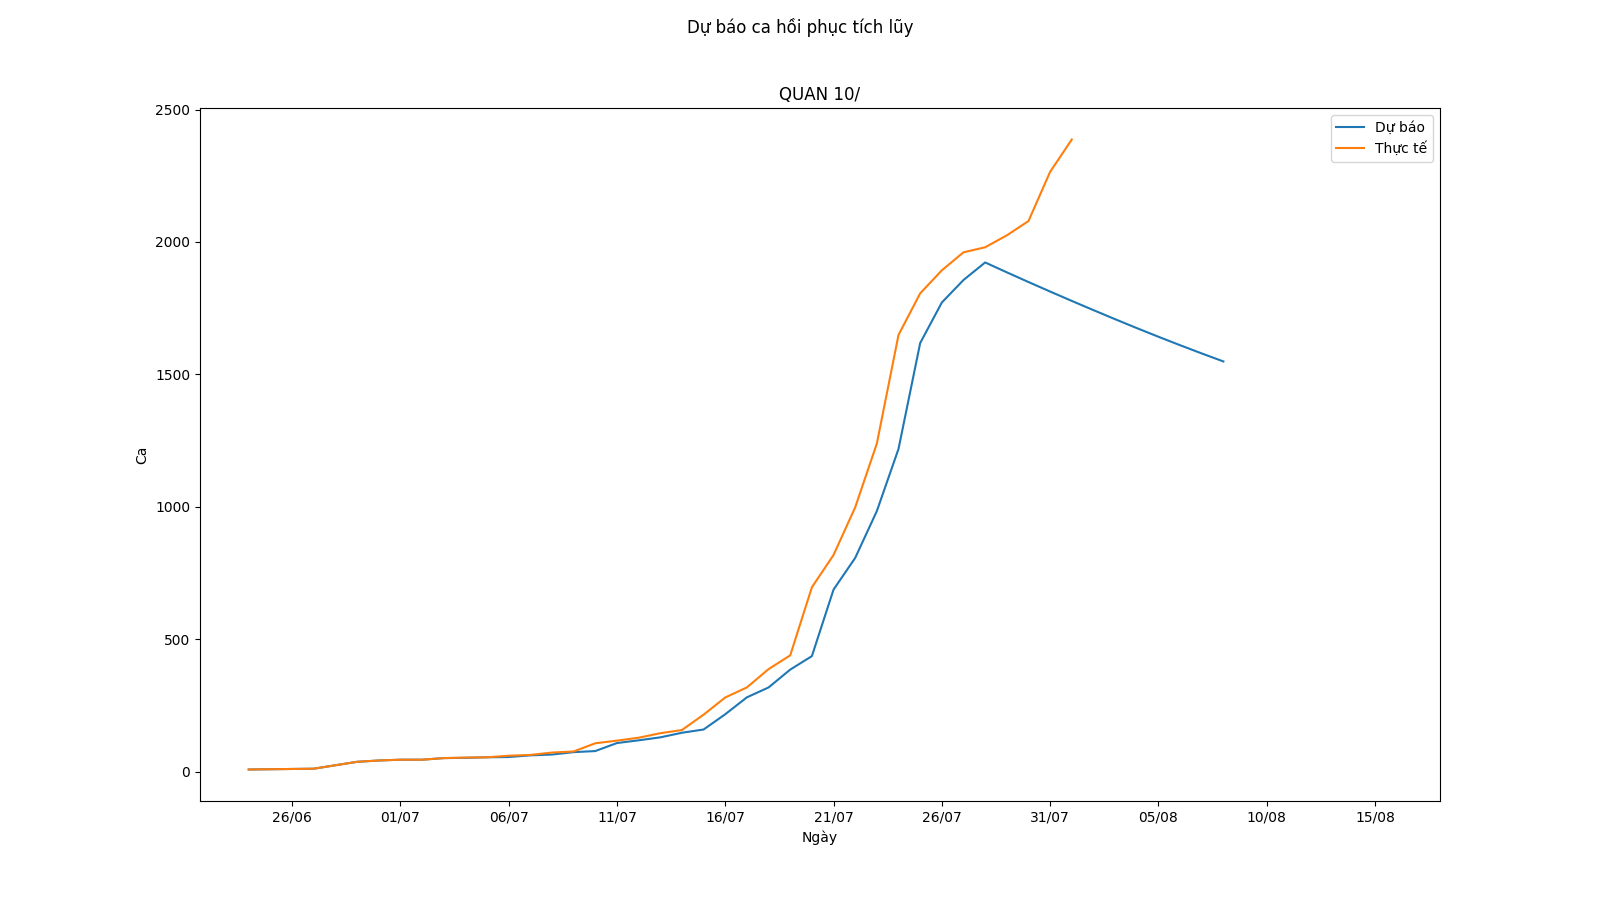 Dự báo ca hồi phục tích lũy
QUAN 10/
2500
2000
1500
1000
500
0
Ca
Dự báo
Thực tế
26/06 01/07 06/07 11/07 16/07 21/07 26/07 31/07 05/08 10/08 15/08
Ngày